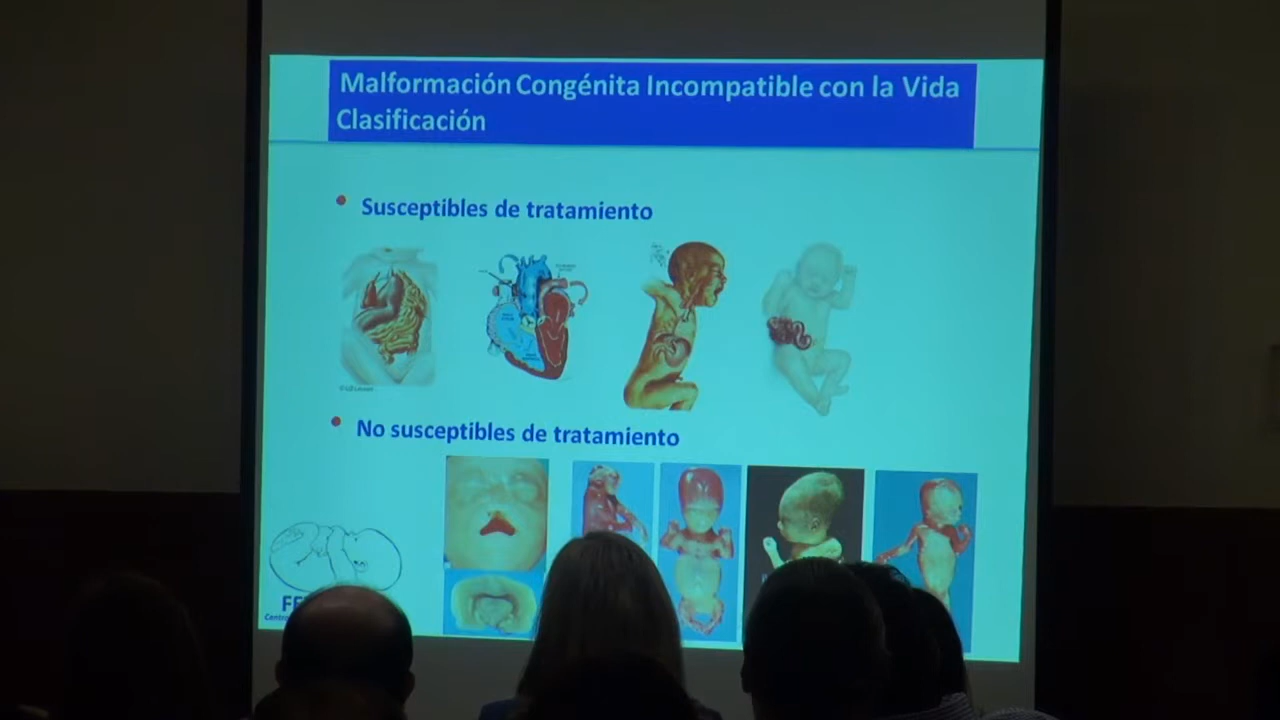 Malformación Congénita Incompatible con la Vida
Clasificación
Susceptibles de tratamiento
No susceptibles de tratamiento